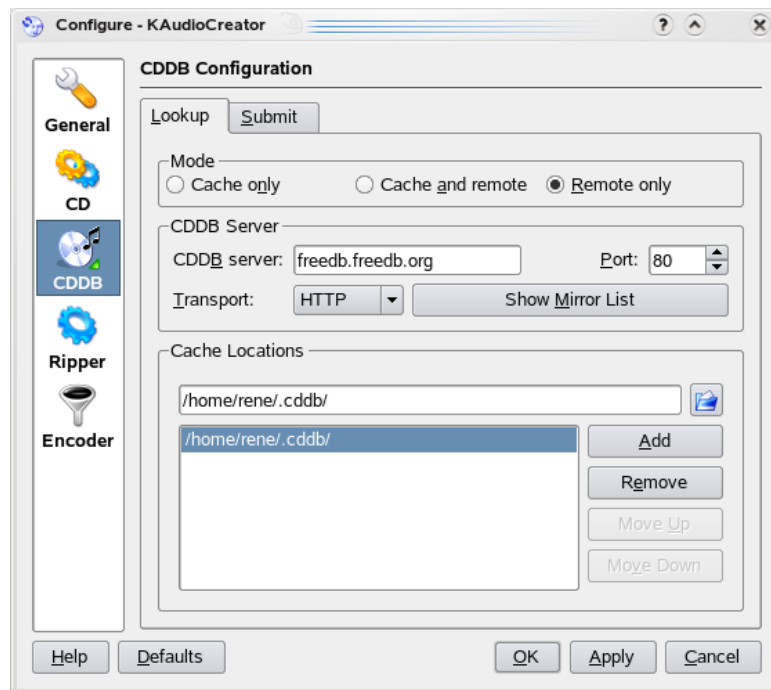 Configure - KAudioCreator
General
CD
CDDB
Ripper
Encoder
CDDB Configuration
Lookup Submit
Mode
Cache only Cache and remote Remote only
CDDB Server
CDDB server: freedb.freedb.org Port: 80
Transport: HTTP Show Mirror List
Cache Locations
/home/rene/.cddb/
/home/rene/.cddb/
Add
Remove
Move Up
Move Down
Help Defaults OK Apply Cancel